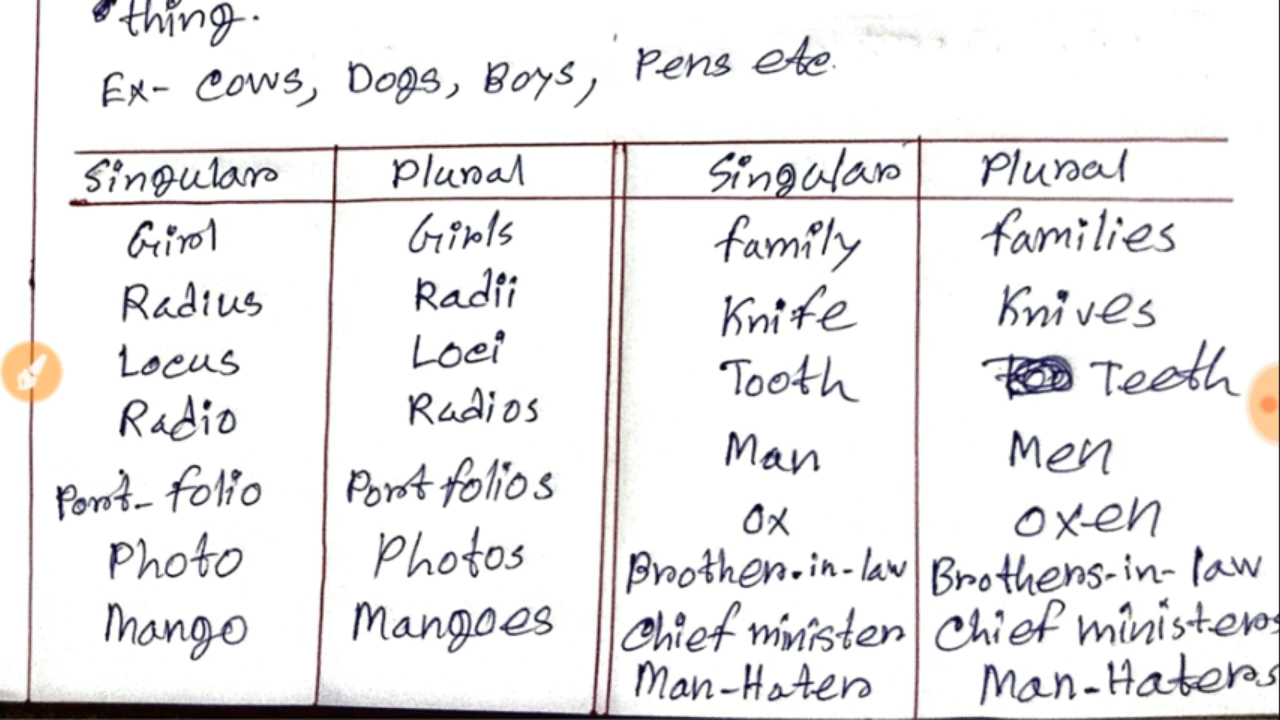 thing.
Ex- Cows, Dogs, Boys, Pens etc.
Singular Plural Singular Plural
Girl Girls family families
Radius Radii Knife Knives
Locus Loci Tooth Teeth
Radio Radios Man Men
Port-folio Portfolios Ox Oxen
Photo Photos Brother-in-law Brothers-in-law
Mango Mangoes Chief minister Chief ministers
Man-Hater Man-Haters